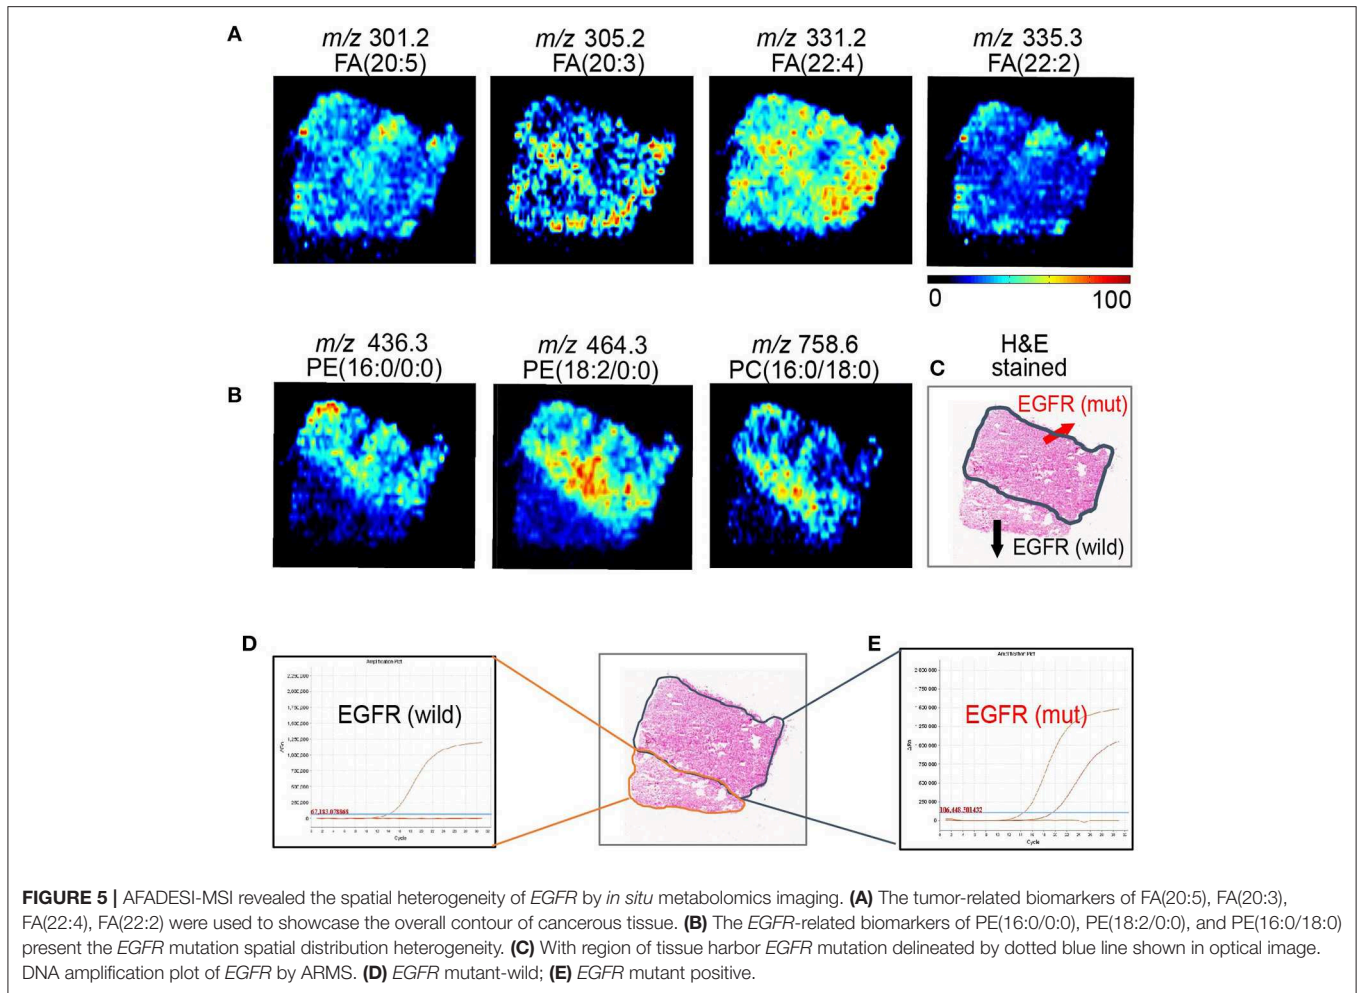 A
m/z 301.2
FA(20:5)
m/z 305.2
FA(20:3)
m/z 331.2
FA(22:4)
m/z 335.3
FA(22:2)
0 100
B
m/z 436.3
PE(16:0/0:0)
m/z 464.3
PE(18:2/0:0)
m/z 758.6
PC(16:0/18:0)
C
H&E
stained
EGFR (mut)
EGFR (wild)
D
Amplification Plot
EGFR (wild)
Cycle
E
Amplification Plot
EGFR (mut)
Cycle
FIGURE 5 | AFADESI-MSI revealed the spatial heterogeneity of EGFR by in situ metabolomics imaging. (A) The tumor-related biomarkers of FA(20:5), FA(20:3),
FA(22:4), FA(22:2) were used to showcase the overall contour of cancerous tissue. (B) The EGFR-related biomarkers of PE(16:0/0:0), PE(18:2/0:0), and PE(16:0/18:0)
present the EGFR mutation spatial distribution heterogeneity. (C) With region of tissue harbor EGFR mutation delineated by dotted blue line shown in optical image.
DNA amplification plot of EGFR by ARMS. (D) EGFR mutant-wild; (E) EGFR mutant positive.